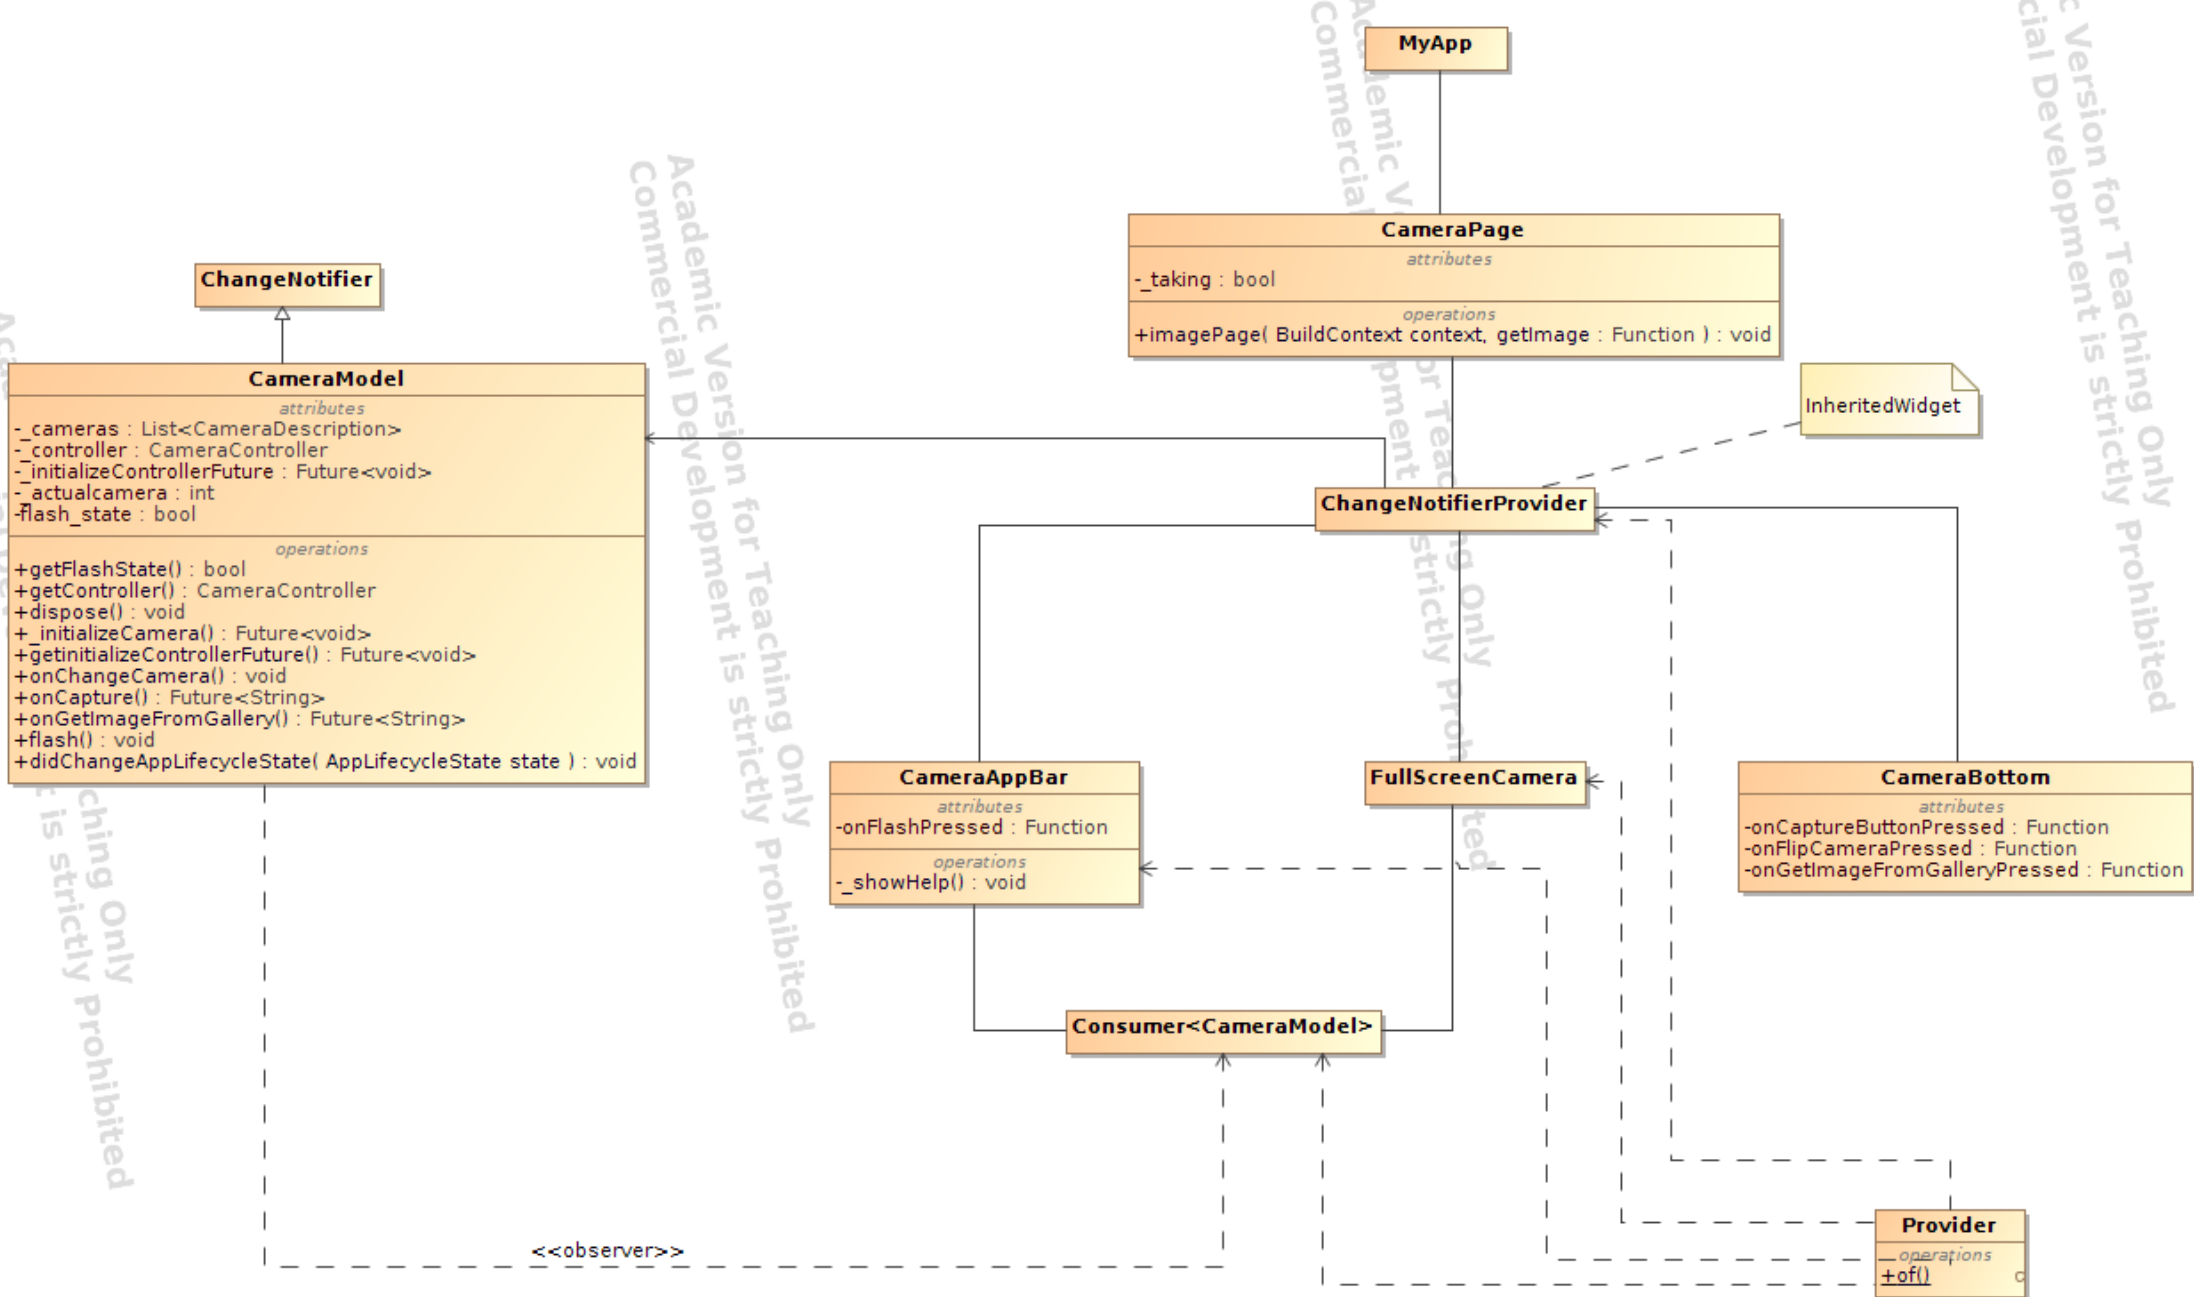 MyApp
CameraPage
attributes
-_taking : bool
operations
+imagePage( BuildContext context, getImage : Function ) : void
ChangeNotifier
CameraModel
attributes
-_cameras : List<CameraDescription>
-_controller : CameraController
-_initializeControllerFuture : Future<void>
-_actualcamera : int
-flash_state : bool
operations
+getFlashState() : bool
+getController() : CameraController
+dispose() : void
+_initializeCamera() : Future<void>
+getinitializeControllerFuture() : Future<void>
+onChangeCamera() : void
+onCapture() : Future<String>
+onGetImageFromGallery() : Future<String>
+flash() : void
+didChangeAppLifecycleState( AppLifecycleState state ) : void
InheritedWidget
ChangeNotifierProvider
CameraAppBar
attributes
-onFlashPressed : Function
operations
-_showHelp() : void
FullScreenCamera
CameraBottom
attributes
-onCaptureButtonPressed : Function
-onFlipCameraPressed : Function
-onGetImageFromGalleryPressed : Function
Consumer<CameraModel>
<<observer>>
Provider
operations
+of()
Academic Version for Teaching Only
Commercial Development is strictly Prohibited